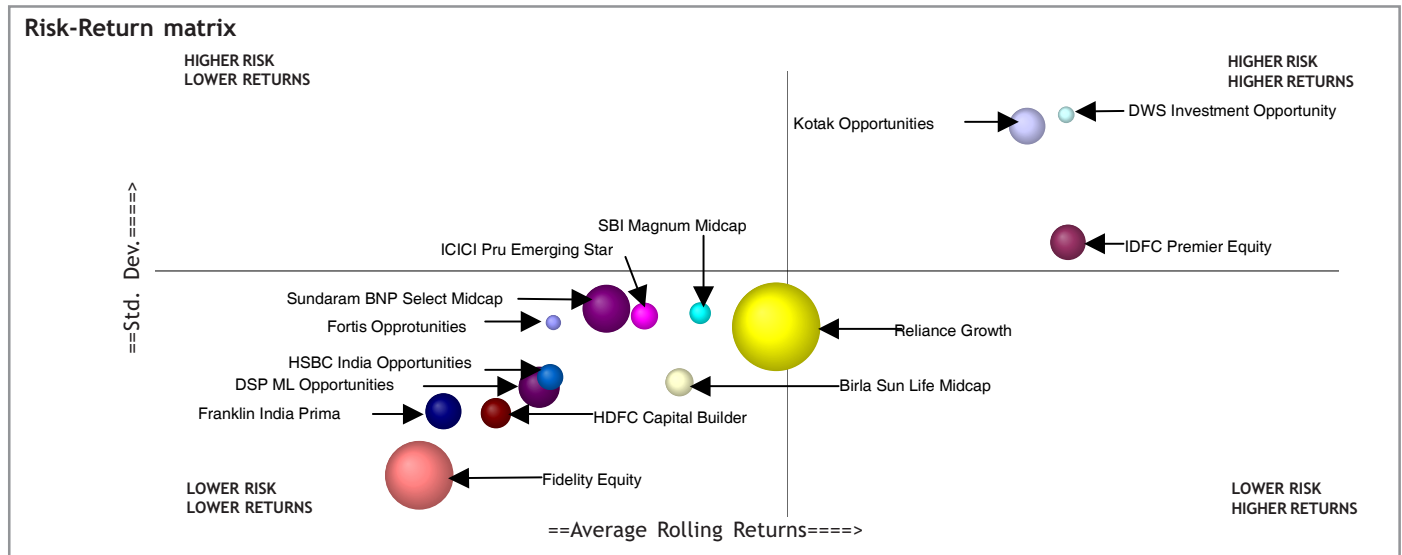 Risk-Return matrix
HIGHER RISK
LOWER RETURNS
HIGHER RISK
HIGHER RETURNS
Kotak Opportunities
DWS Investment Opportunity
SBI Magnum Midcap
ICICI Pru Emerging Star
IDFC Premier Equity
==Std. Dev.=====>
Sundaram BNP Select Midcap
Fortis Opprotunities
Reliance Growth
HSBC India Opportunities
DSP ML Opportunities
Birla Sun Life Midcap
Franklin India Prima
HDFC Capital Builder
Fidelity Equity
LOWER RISK
LOWER RETURNS
LOWER RISK
HIGHER RETURNS
==Average Rolling Returns====>